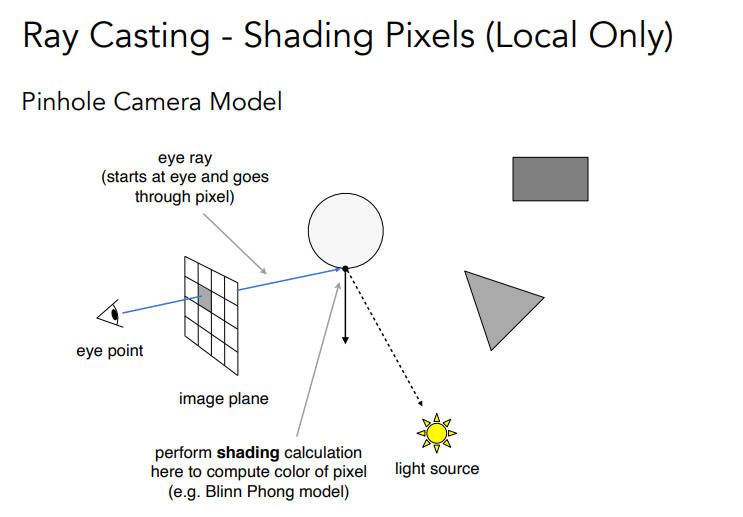 Ray Casting - Shading Pixels (Local Only)
Pinhole Camera Model
eye ray
(starts at eye and goes
through pixel)
eye point
image plane
perform shading calculation
here to compute color of pixel
(e.g. Blinn Phong model)
light source